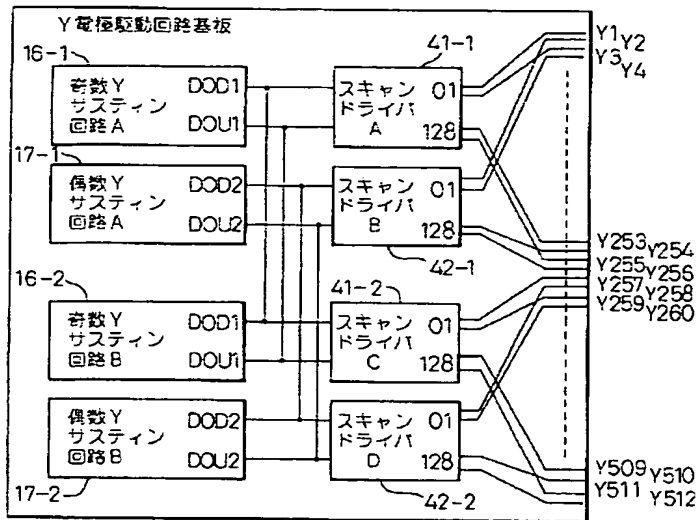 Y電極駆動回路基板
16-1
奇数Y
サスティン
回路A
DOD1
DOU1
41-1
スキャン
ドライバ
A
O1
128
Y1 Y2
Y3 Y4
17-1
偶数Y
サスティン
回路A
DOD2
DOU2
スキャン
ドライバ
B
O1
128
42-1
Y253 Y254
Y255 Y256
Y257 Y258
Y259 Y260
16-2
奇数Y
サスティン
回路B
DOD1
DOU1
41-2
スキャン
ドライバ
C
O1
128
偶数Y
サスティン
回路B
DOD2
DOU2
17-2
スキャン
ドライバ
D
O1
128
42-2
Y509 Y510
Y511 Y512